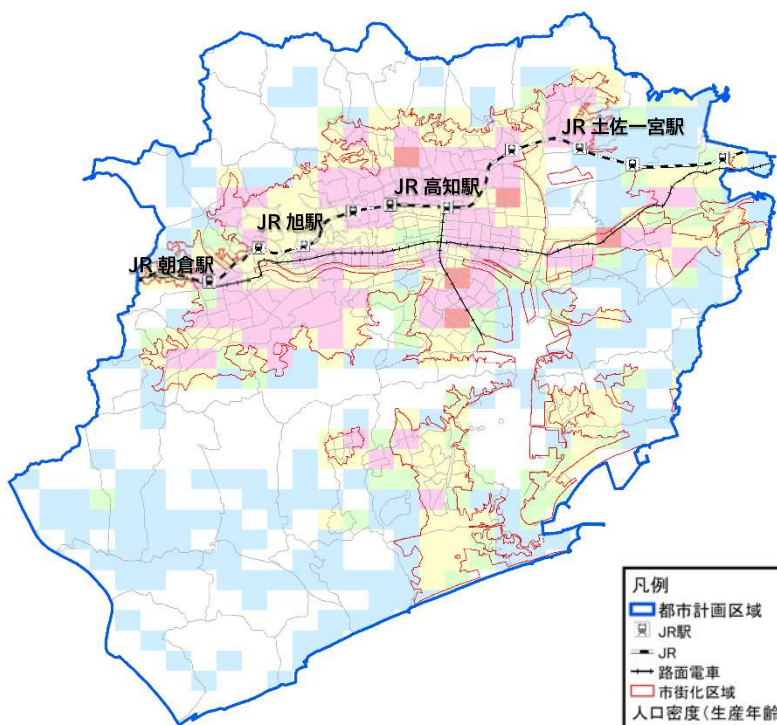 JR 土佐一宮駅
JR 高知駅
JR 旭駅
JR 朝倉駅
凡例
都市計画区域
JR駅
JR
路面電車
市街化区域
人口密度(生産年齢